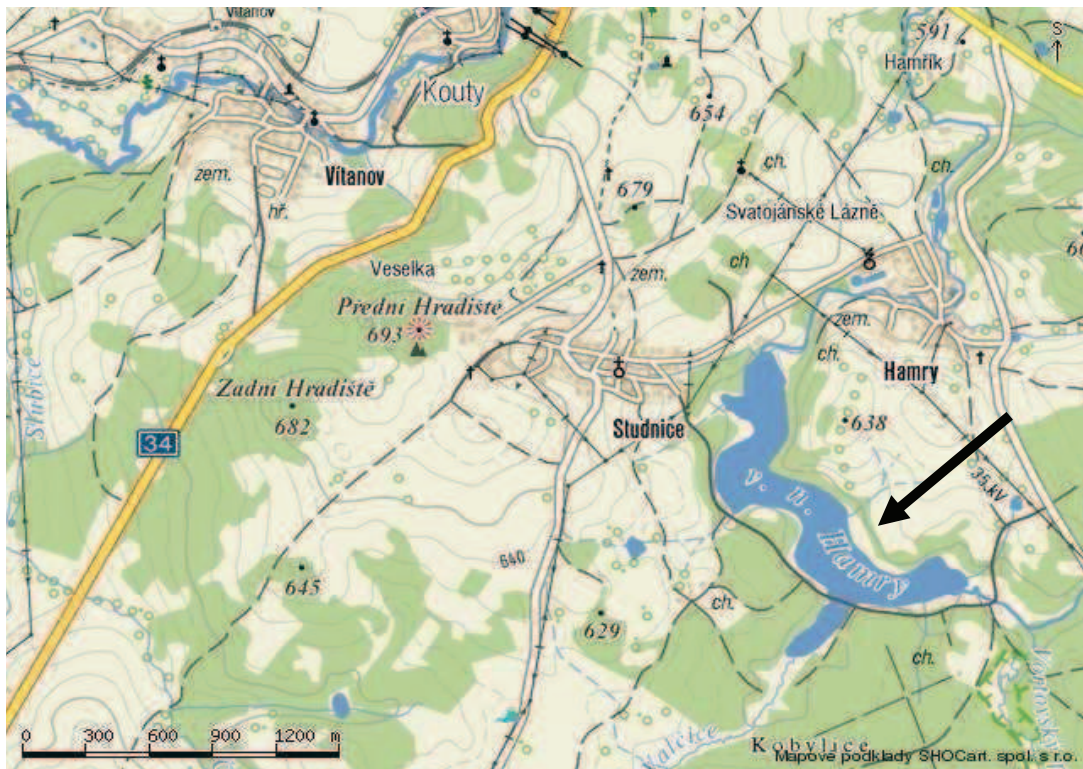 Vítanov
591
S
Hamřík
Kouty
654
ch.
ch.
zem.
Vítanov
hř.
679
Svatojánské Lázně
Veselka
ch
zem.
Přední Hradiště
693
zem.
ch.
Hamry
Zadní Hradiště
682
638
Studnice
34
35 kV
v. n. Hamry
640
645
ch.
629
ch.
0 300 600 900 1200 m
Kobylice
Mapové podklady SHOCart. spol. s r.o.